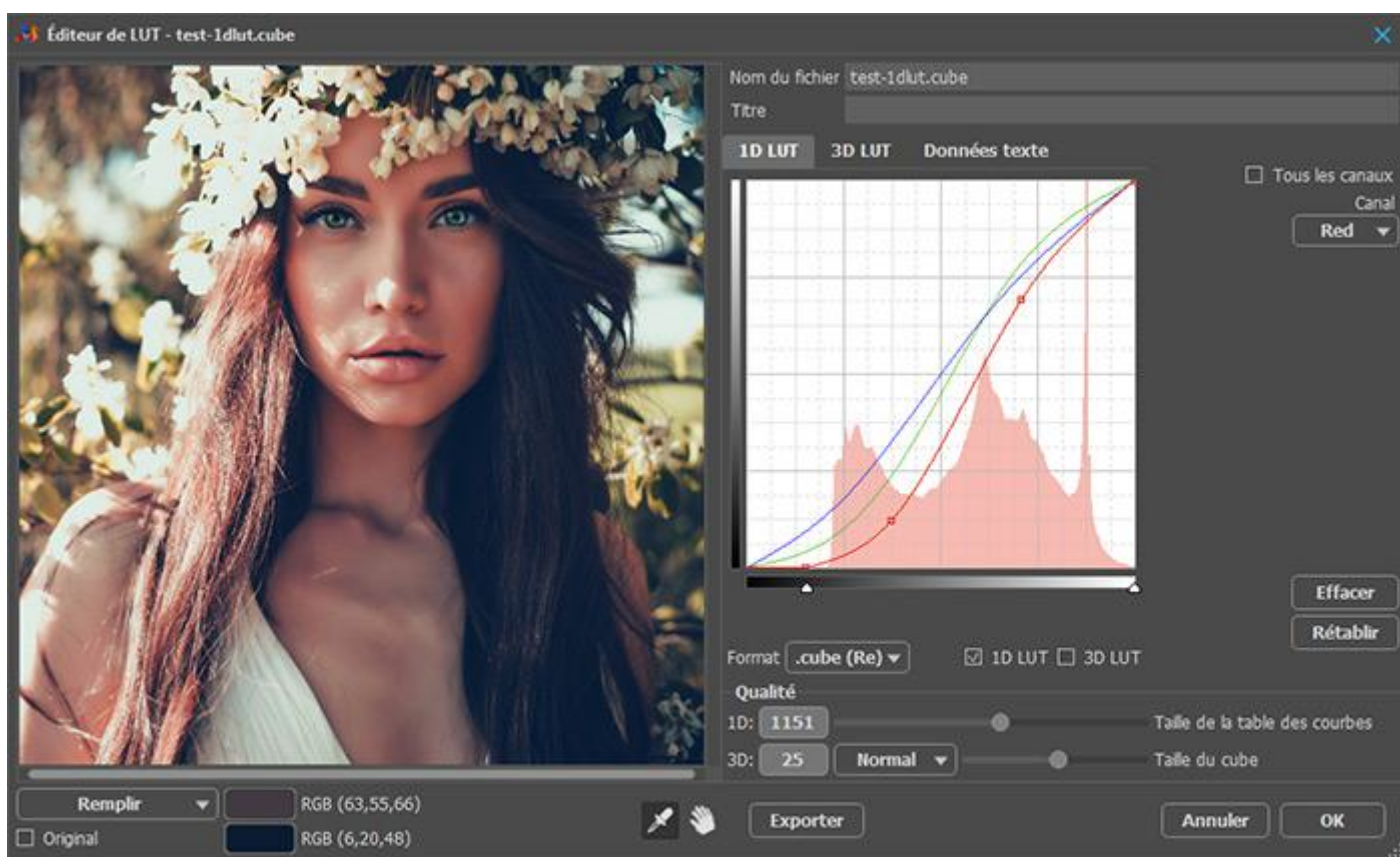 Éditeur de LUT - test-1dlut.cube
Nom du fichier test-1dlut.cube
Titre
1D LUT 3D LUT Données texte
Tous les canaux
Canal
Red
Effacer
Rétablir
Format .cube (Re) 1D LUT 3D LUT
Qualité
1D: 1151 Taille de la table des courbes
3D: 25 Normal Taille du cube
Remplir RGB (63,55,66)
Original RGB (6,20,48)
Exporter Annuler OK